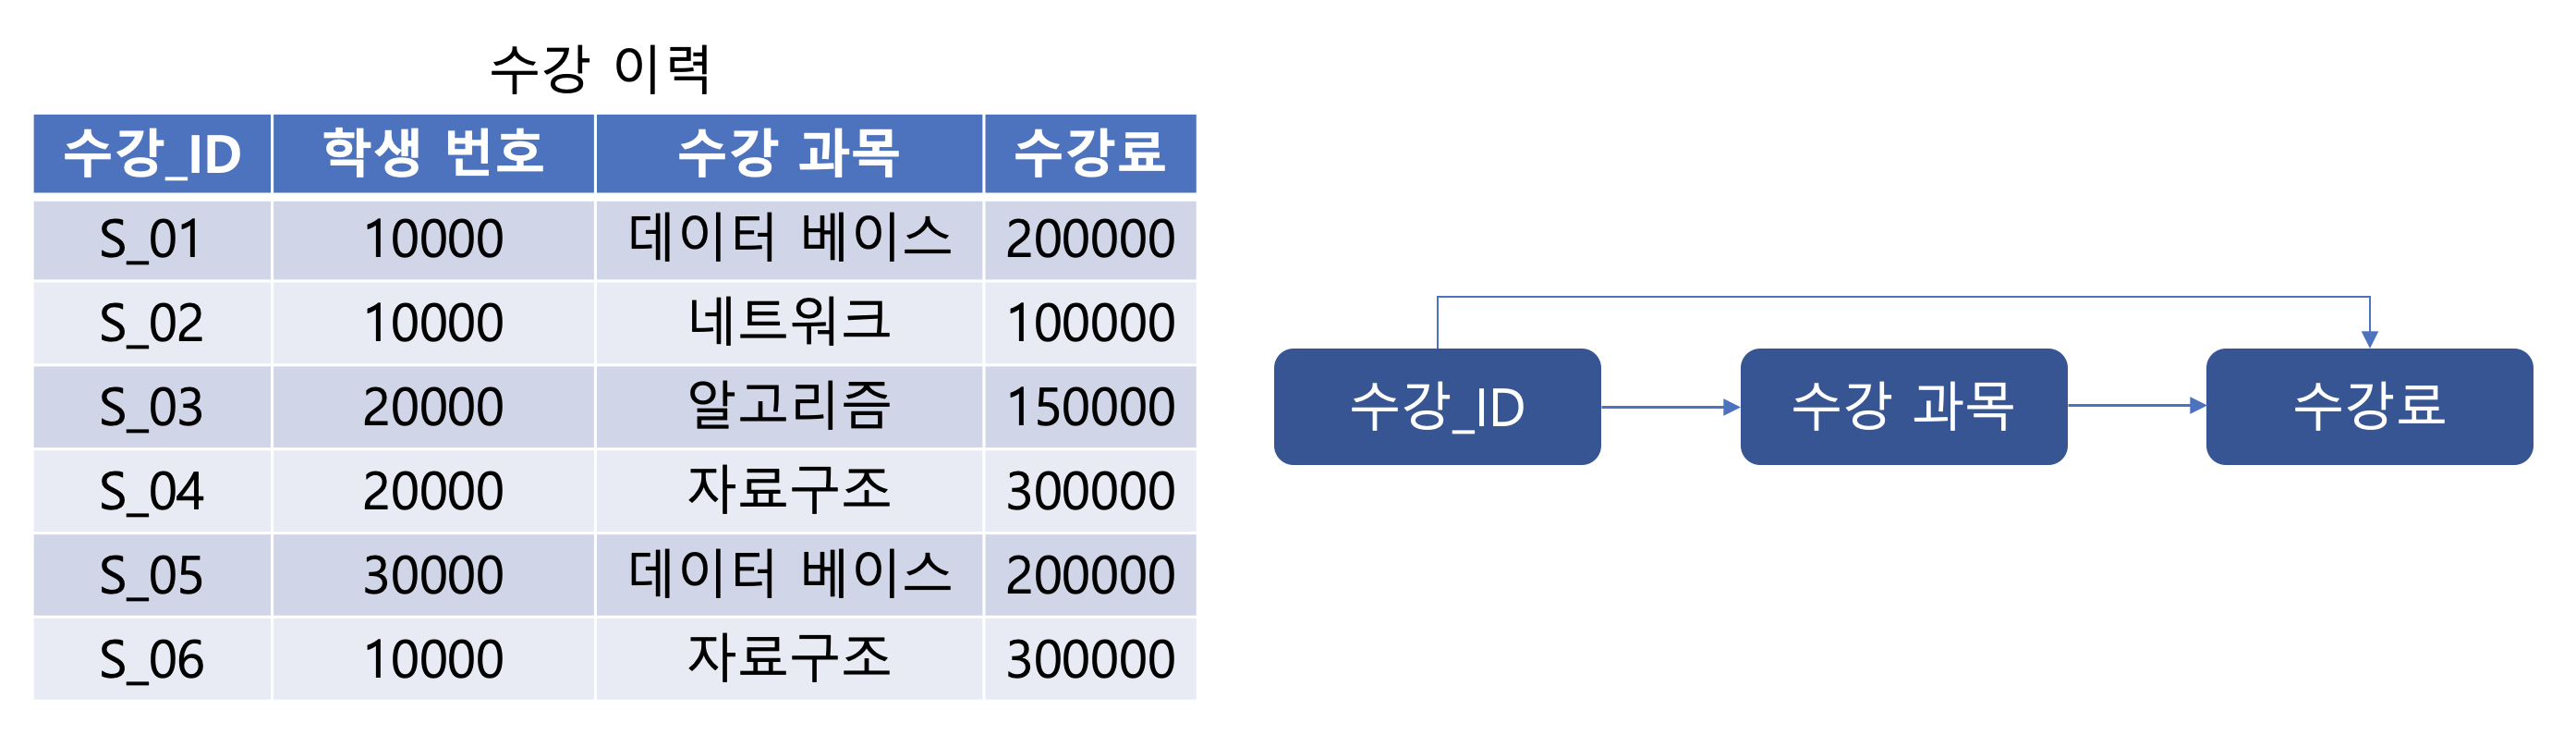 수강 이력
수강_ID 학생 번호 수강 과목 수강료
S_01 10000 데이터 베이스 200000
S_02 10000 네트워크 100000
S_03 20000 알고리즘 150000
S_04 20000 자료구조 300000
S_05 30000 데이터 베이스 200000
S_06 10000 자료구조 300000
수강_ID 수강 과목 수강료